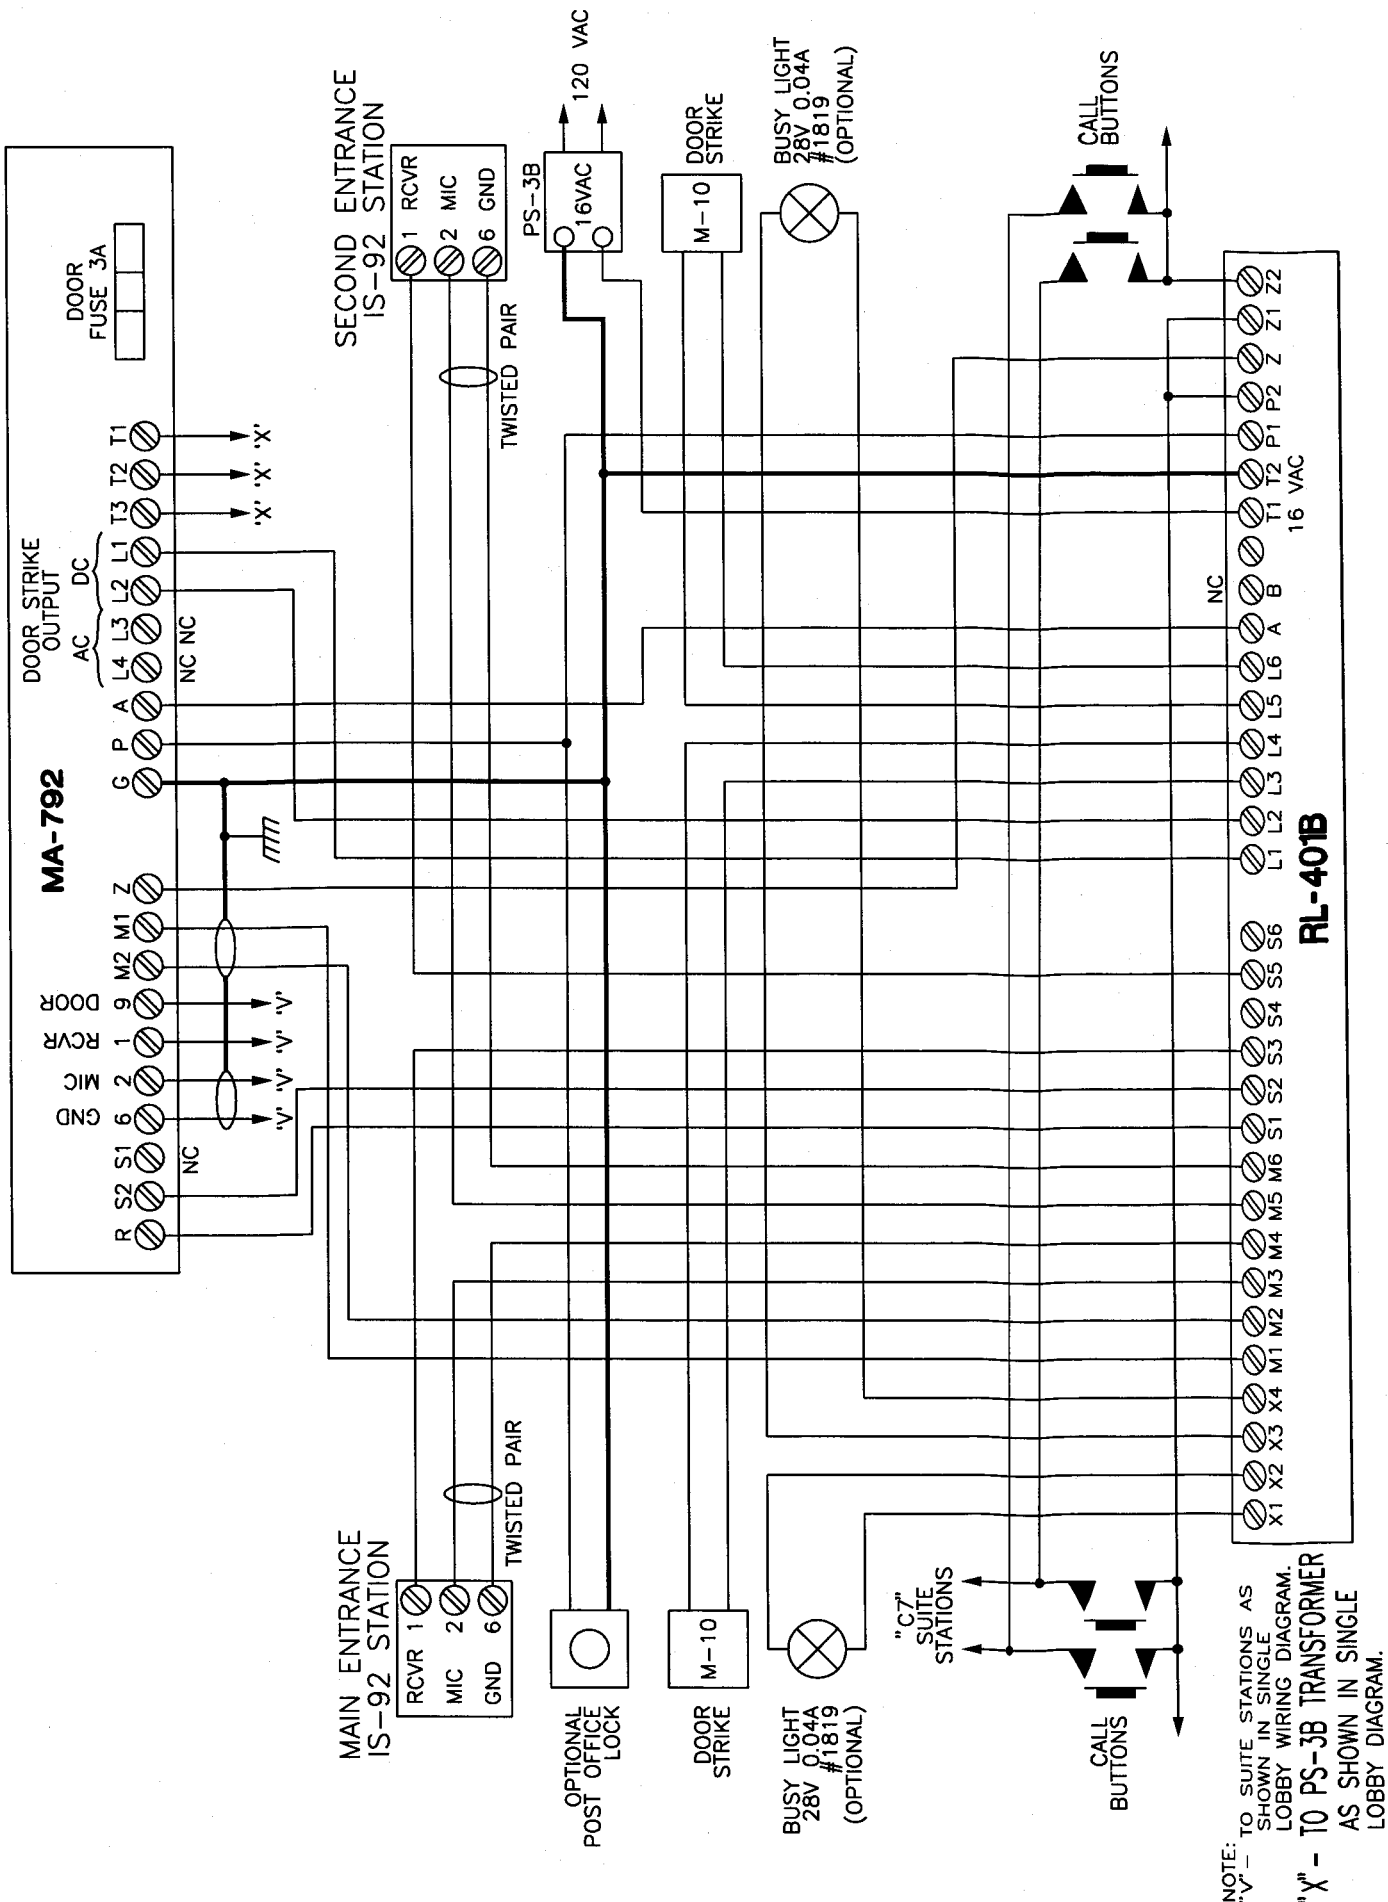 MA-792
DOOR STRIKE
OUTPUT
AC
DC
DOOR
FUSE 3A
R
S2
S1
6
2
1
9
M2
M1
Z
G
P
A
L4
L3
L2
L1
T3
T2
T1
GND
MIC
RCVR
DOOR
NC
NC
NC
NC
NC
'V'
'V'
'V'
'V'
'X'
'X'
'X'
MAIN ENTRANCE
IS-92 STATION
RCVR 1
MIC 2
GND 6
TWISTED PAIR
SECOND ENTRANCE
IS-92 STATION
1 RCVR
2 MIC
6 GND
TWISTED PAIR
OPTIONAL
POST OFFICE
LOCK
PS-3B
16VAC
120 VAC
DOOR
STRIKE
M-10
M-10
DOOR
STRIKE
BUSY LIGHT
28V 0.04A
#1819
(OPTIONAL)
BUSY LIGHT
28V 0.04A
#1819
(OPTIONAL)
"C7"
SUITE
STATIONS
CALL
BUTTONS
CALL
BUTTONS
NC
X1
X2
X3
X4
M1
M2
M3
M4
M5
M6
S1
S2
S3
S4
S5
S6
L1
L2
L3
L4
L5
L6
A
B
T1
T2
P1
P2
Z
Z1
Z2
16 VAC
RL-401B
NOTE:
"V"- TO SUITE STATIONS AS
SHOWN IN SINGLE
LOBBY WIRING DIAGRAM.
"X"- TO PS-3B TRANSFORMER
AS SHOWN IN SINGLE
LOBBY DIAGRAM.